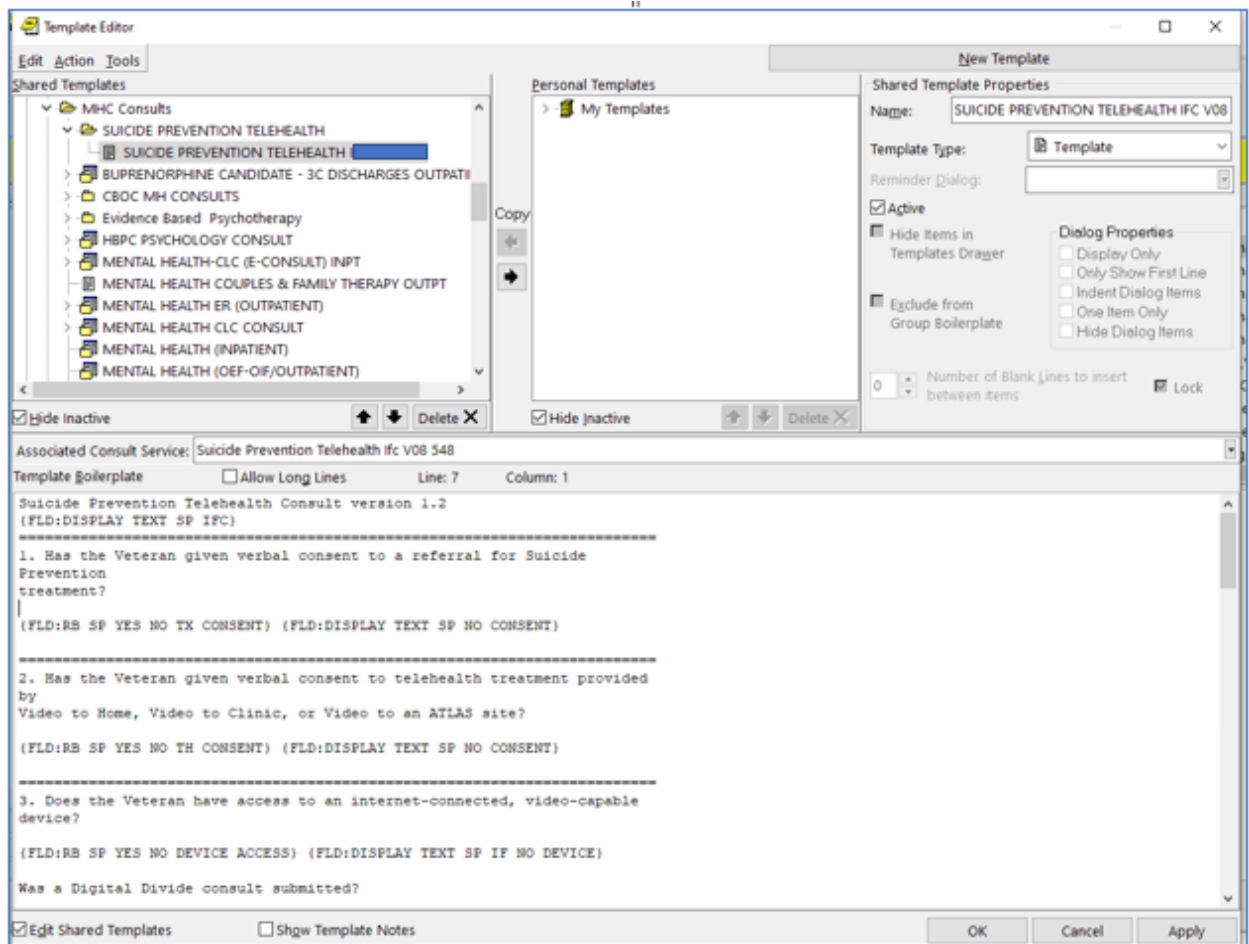 Template Editor
Edit Action Tools
New Template
Shared Templates
MHC Consults
SUICIDE PREVENTION TELEHEALTH
SUICIDE PREVENTION TELEHEALTH
BUPRENORPHINE CANDIDATE - 3C DISCHARGES OUTPATI
CBOC MH CONSULTS
Evidence Based Psychotherapy
HBPC PSYCHOLOGY CONSULT
MENTAL HEALTH-CLC (E-CONSULT) INPT
MENTAL HEALTH COUPLES & FAMILY THERAPY OUTPT
MENTAL HEALTH ER (OUTPATIENT)
MENTAL HEALTH CLC CONSULT
MENTAL HEALTH (INPATIENT)
MENTAL HEALTH (OEF-OIF/OUTPATIENT)
Hide Inactive
Delete X
Copy
Personal Templates
My Templates
Hide Inactive
Delete X
Shared Template Properties
Name: SUICIDE PREVENTION TELEHEALTH IFC V08
Template Type: Template
Reminder Dialog:
Active
Hide Items in
Templates Drawer
Exclude from
Group Boilerplate
Dialog Properties
Display Only
Only Show First Line
Indent Dialog Items
One Item Only
Hide Dialog Items
0 Number of Blank Lines to insert
between items
Lock
Associated Consult Service: Suicide Prevention Telehealth Ifc V08 548
Template Boilerplate Allow Long Lines Line: 7 Column: 1
Suicide Prevention Telehealth Consult version 1.2
{FLD:DISPLAY TEXT SP IFC}
1. Has the Veteran given verbal consent to a referral for Suicide
Prevention
treatment?
{FLD:RB SP YES NO TX CONSENT} {FLD:DISPLAY TEXT SP NO CONSENT}
2. Has the Veteran given verbal consent to telehealth treatment provided
by
Video to Home, Video to Clinic, or Video to an ATLAS site?
{FLD:RB SP YES NO TH CONSENT} {FLD:DISPLAY TEXT SP NO CONSENT}
3. Does the Veteran have access to an internet-connected, video-capable
device?
{FLD:RB SP YES NO DEVICE ACCESS} {FLD:DISPLAY TEXT SP IF NO DEVICE}
Was a Digital Divide consult submitted?
Edit Shared Templates
Show Template Notes
OK
Cancel
Apply